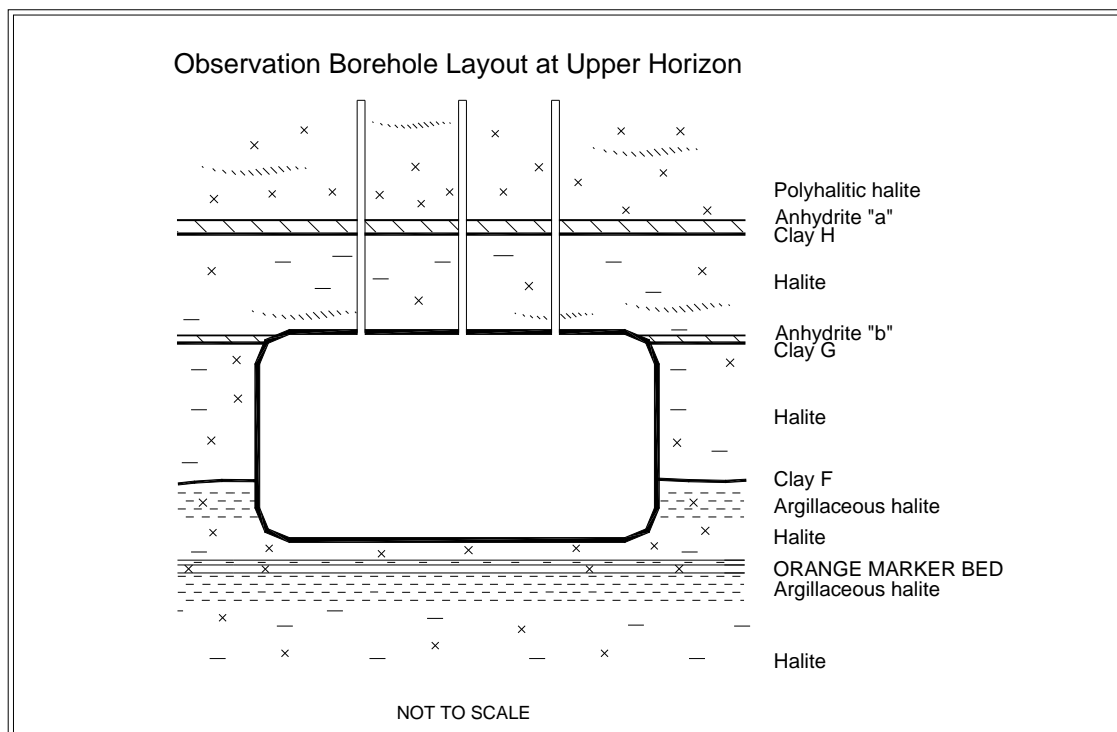 Observation Borehole Layout at Upper Horizon
Polyhalitic halite
Anhydrite "a"
Clay H
Halite
Anhydrite "b"
Clay G
Halite
Clay F
Argillaceous halite
Halite
ORANGE MARKER BED
Argillaceous halite
Halite
NOT TO SCALE